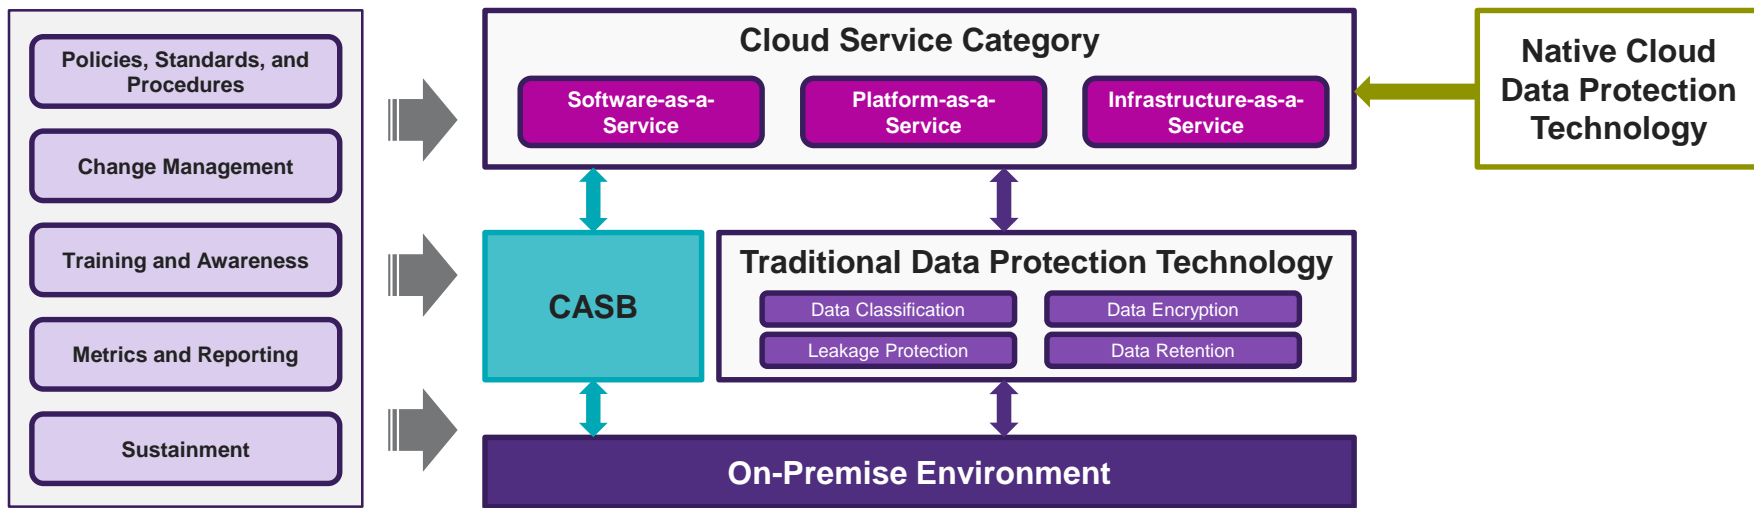 Policies, Standards, and
Procedures
Change Management
Training and Awareness
Metrics and Reporting
Sustainment
Cloud Service Category
Software-as-a-
Service
Platform-as-a-
Service
Infrastructure-as-a-
Service
CASB
Traditional Data Protection Technology
Data Classification
Data Encryption
Leakage Protection
Data Retention
On-Premise Environment
Native Cloud
Data Protection
Technology